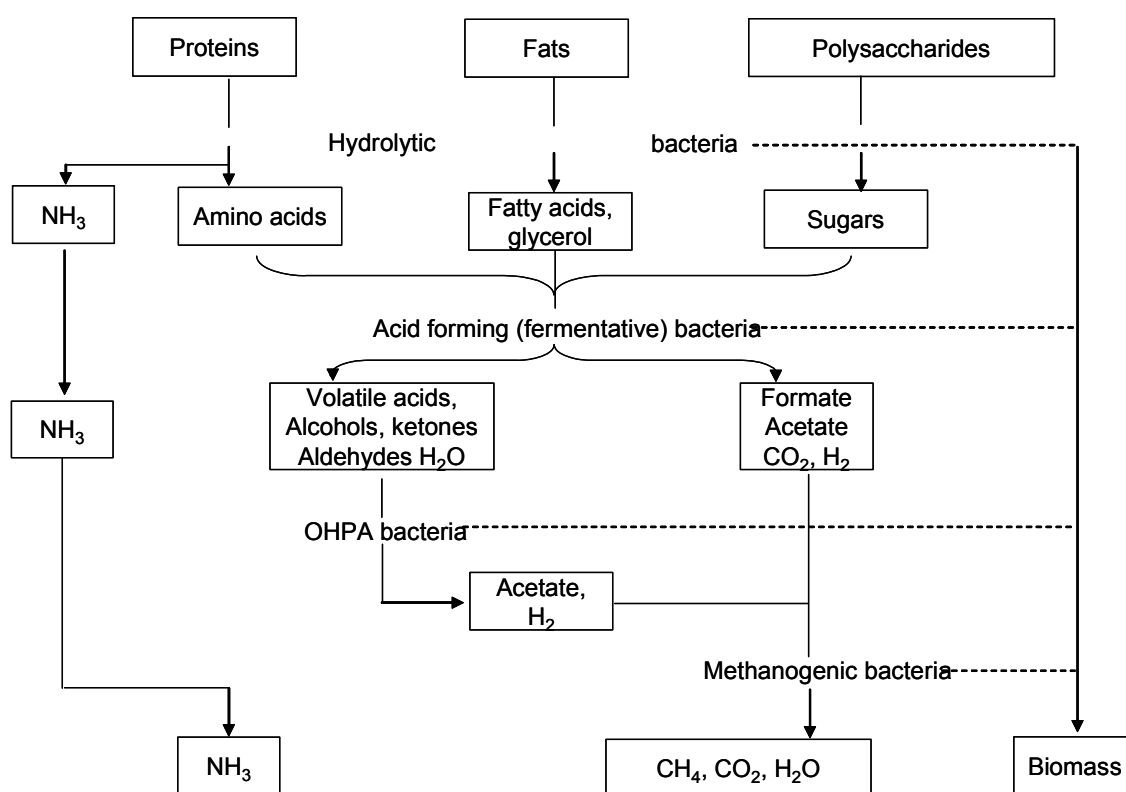 Proteins
Fats
Polysaccharides
Hydrolytic bacteria
NH₃
Amino acids
Fatty acids,
glycerol
Sugars
Acid forming (fermentative) bacteria
Volatile acids,
Alcohols, ketones
Aldehydes H₂O
Formate
Acetate
CO₂, H₂
NH₃
OHPA bacteria
Acetate,
H₂
Methanogenic bacteria
NH₃
CH₄, CO₂, H₂O
Biomass